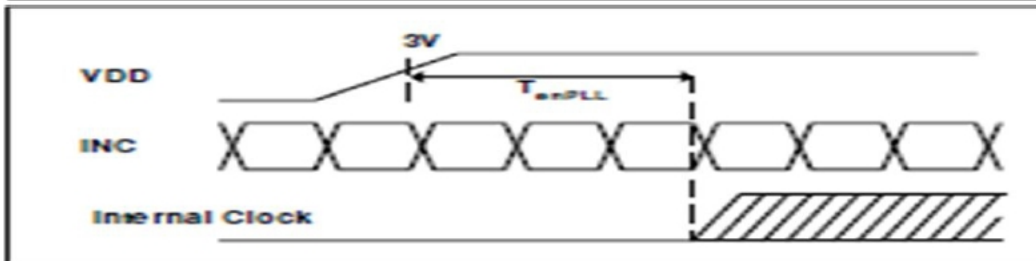 3V
VDD
TenPLL
INC
Internal Clock